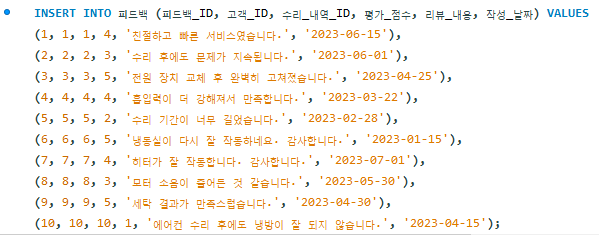 INSERT INTO 피드백 (피드백_ID, 고객_ID, 수리_내역_ID, 평가_점수, 리뷰_내용, 작성_날짜) VALUES
(1, 1, 1, 4, '친절하고 빠른 서비스였습니다.', '2023-06-15'),
(2, 2, 2, 3, '수리 후에도 문제가 지속됩니다.', '2023-06-01'),
(3, 3, 3, 5, '전원 장치 교체 후 완벽히 고쳐졌습니다.', '2023-04-25'),
(4, 4, 4, 4, '흡입력이 더 강해져서 만족합니다.', '2023-03-22'),
(5, 5, 5, 2, '수리 기간이 너무 길었습니다.', '2023-02-28'),
(6, 6, 6, 5, '냉동실이 다시 잘 작동하네요. 감사합니다.', '2023-01-15'),
(7, 7, 7, 4, '히터가 잘 작동합니다. 감사합니다.', '2023-07-01'),
(8, 8, 8, 3, '모터 소음이 줄어든 것 같습니다.', '2023-05-30'),
(9, 9, 9, 5, '세탁 결과가 만족스럽습니다.', '2023-04-30'),
(10, 10, 10, 1, '에어컨 수리 후에도 냉방이 잘 되지 않습니다.', '2023-04-15');